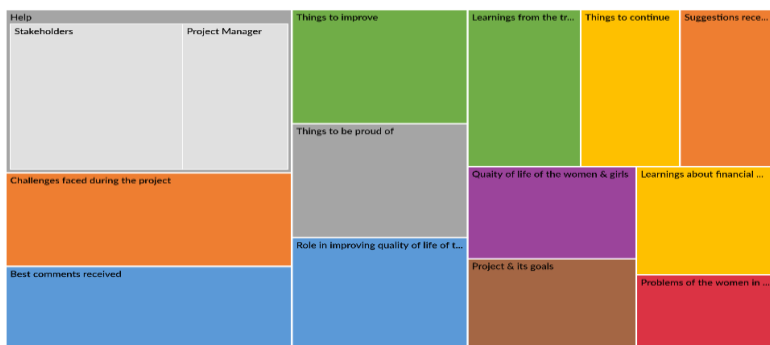 Help
Stakeholders
Project Manager
Challenges faced during the project
Best comments received
Things to improve
Things to be proud of
Role in improving quality of life of t...
Learnings from the tr...
Things to continue
Suggestions rece...
Quaity of life of the women & girls
Learnings about financial ...
Project & its goals
Problems of the women in ...